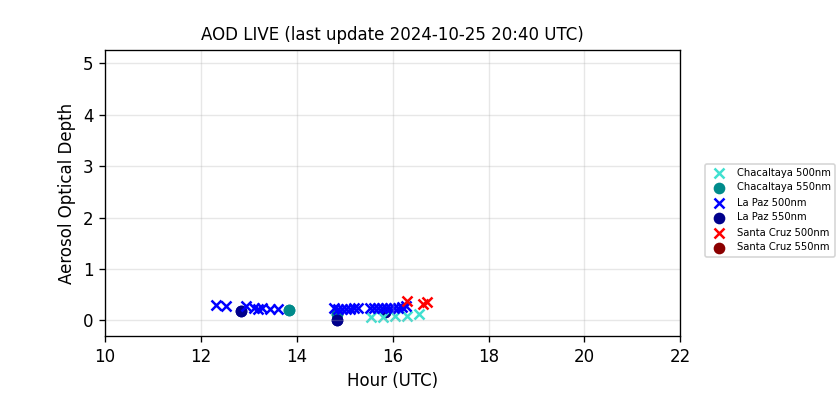 AOD LIVE (last update 2024-10-25 20:40 UTC)
Aerosol Optical Depth
5
4
3
2
1
0
10 12 14 16 18 20 22
Hour (UTC)
Chacaltaya 500nm
Chacaltaya 550nm
La Paz 500nm
La Paz 550nm
Santa Cruz 500nm
Santa Cruz 550nm